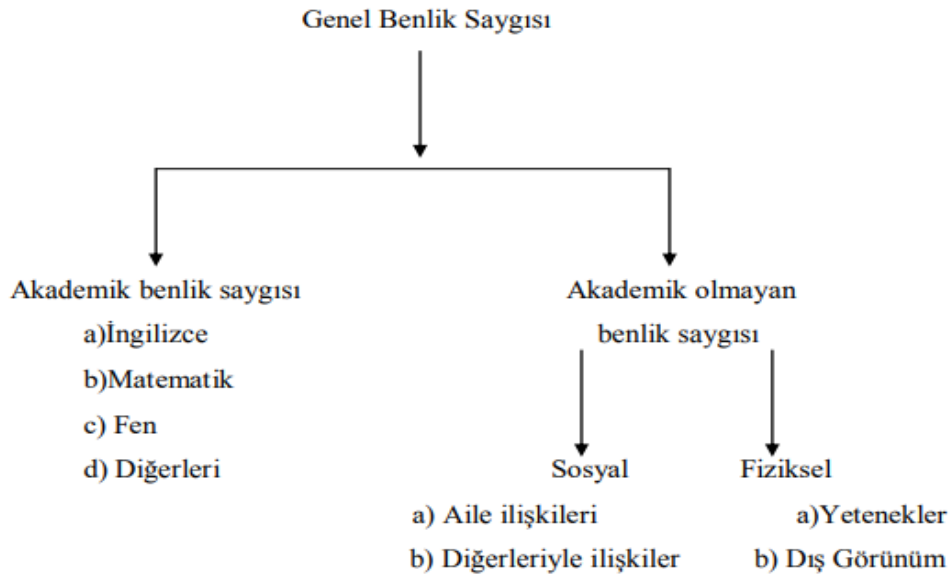 Genel Benlik Saygısı
Akademik benlik saygısı
a)İngilizce
b)Matematik
c) Fen
d) Diğerleri
Akademik olmayan
benlik saygısı
Sosyal
a) Aile ilişkileri
b) Diğerleriyle ilişkiler
Fiziksel
a)Yetenekler
b) Dış Görünüm